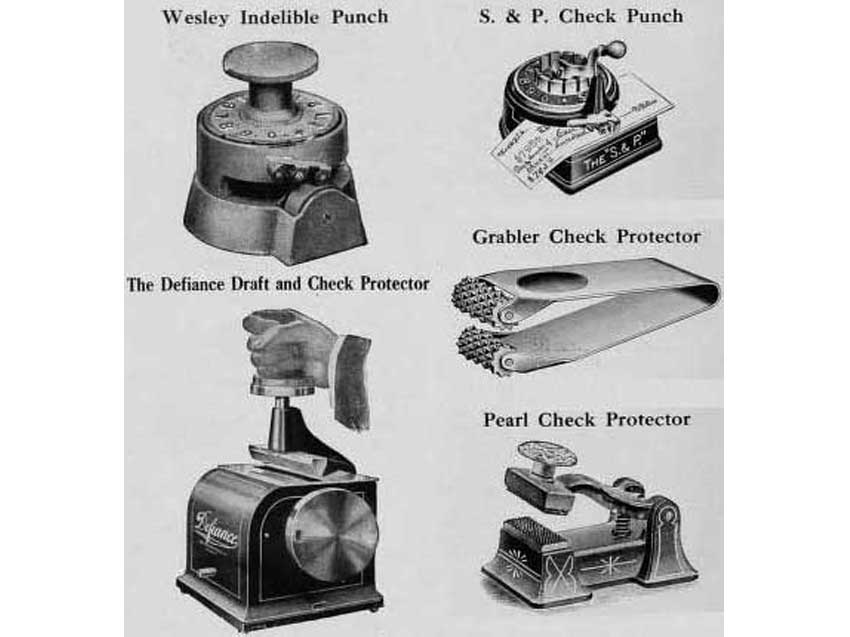 Wesley Indelible Punch
S. & P. Check Punch
THE "S. & P."
Grabler Check Protector
The Defiance Draft and Check Protector
Defiance
Pearl Check Protector